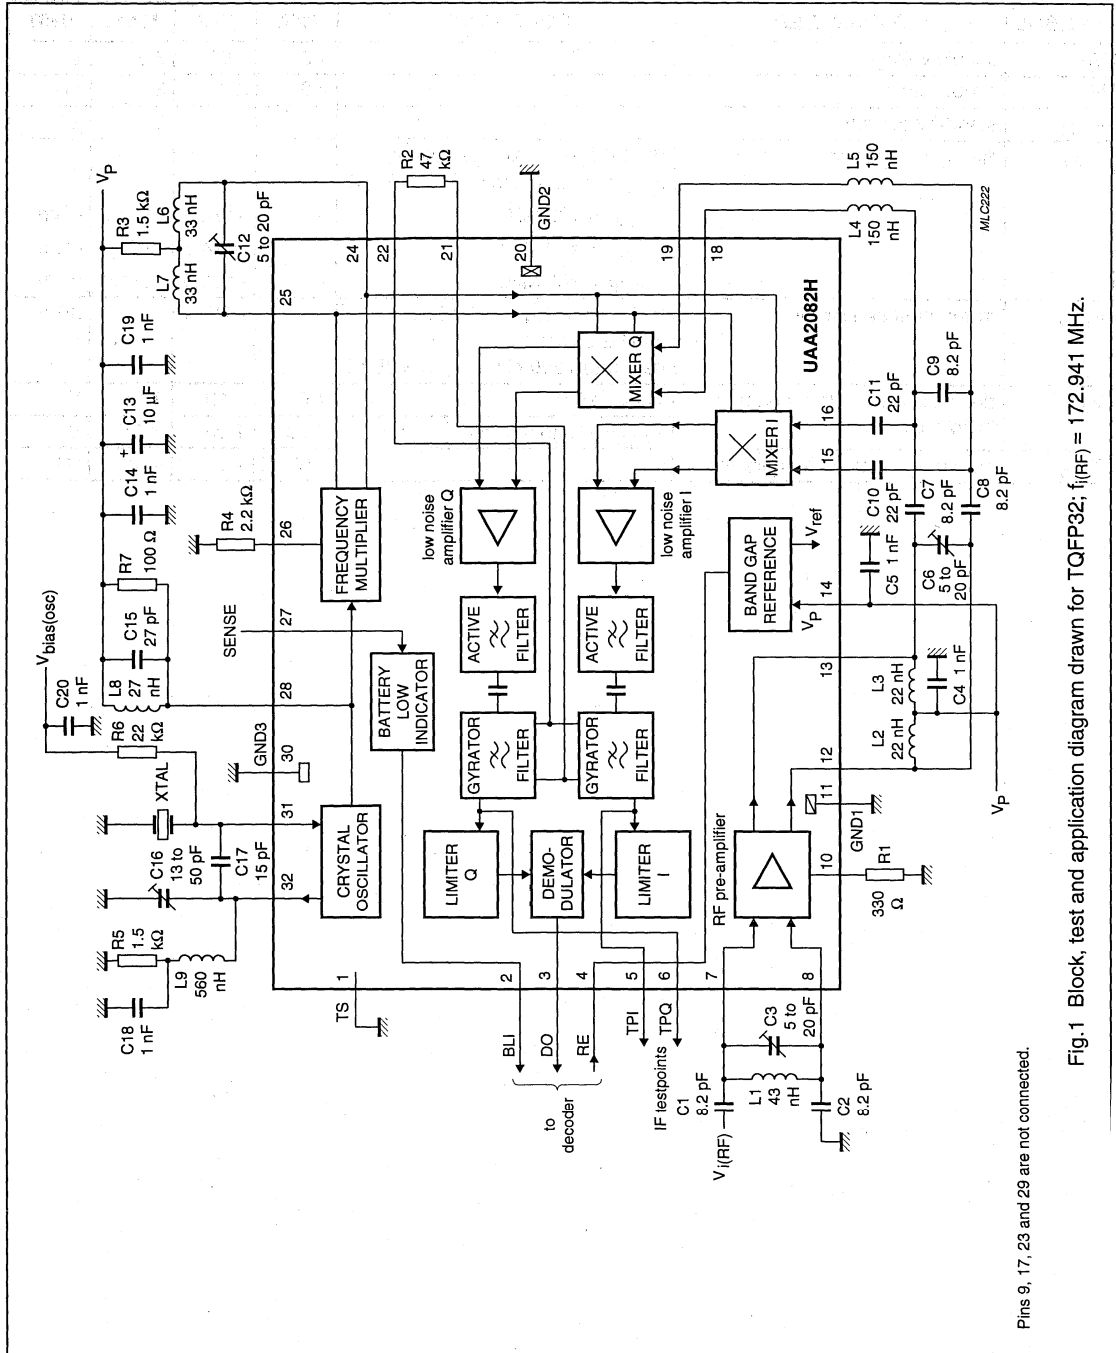 V_P
R3
1.5 kΩ
L6
33 nH
L7
33 nH
C12
5 to 20 pF
C19
1 nF
C13
10 µF
+
C14
1 nF
R7
100 Ω
C15
27 pF
L8
27
nH
V_bias(osc)
C20
1 nF
R6
22
kΩ
XTAL
C16
13 to
50 pF
C17
15 pF
R5
1.5
kΩ
L9
560
nH
C18
1 nF
R4
2.2 kΩ
R2
47
kΩ
GND2
GND3
SENSE
25
24
22
21
20
19
18
26
27
28
30
31
32
L5
150
nH
L4
150
nH
MLC222
UAA2082H
FREQUENCY
MULTIPLIER
BATTERY
LOW
INDICATOR
CRYSTAL
OSCILLATOR
MIXER Q
MIXER I
low noise
amplifier Q
low noise
amplifier I
ACTIVE
FILTER
ACTIVE
FILTER
GYRATOR
FILTER
GYRATOR
FILTER
LIMITER
Q
DEMO-
DULATOR
LIMITER
I
BAND GAP
REFERENCE
V_ref
V_P
RF pre-amplifier
16
15
14
13
12
11
10
GND1
R1
330
Ω
C11
22 pF
C9
8.2 pF
C10
22 pF
C7
8.2 pF
C8
8.2 pF
C5 1 nF
C6
5 to
20 pF
L3
22 nH
C4 1 nF
L2
22 nH
V_P
1
TS
2
BLI
3
DO
4
RE
5
TPI
6
TPQ
7
8
to
decoder
IF testpoints
C1
8.2 pF
V_i(RF)
L1
43
nH
C3
5 to
20 pF
C2
8.2 pF
Pins 9, 17, 23 and 29 are not connected.
Fig.1 Block, test and application diagram drawn for TQFP32; f_i(RF) = 172.941 MHz.